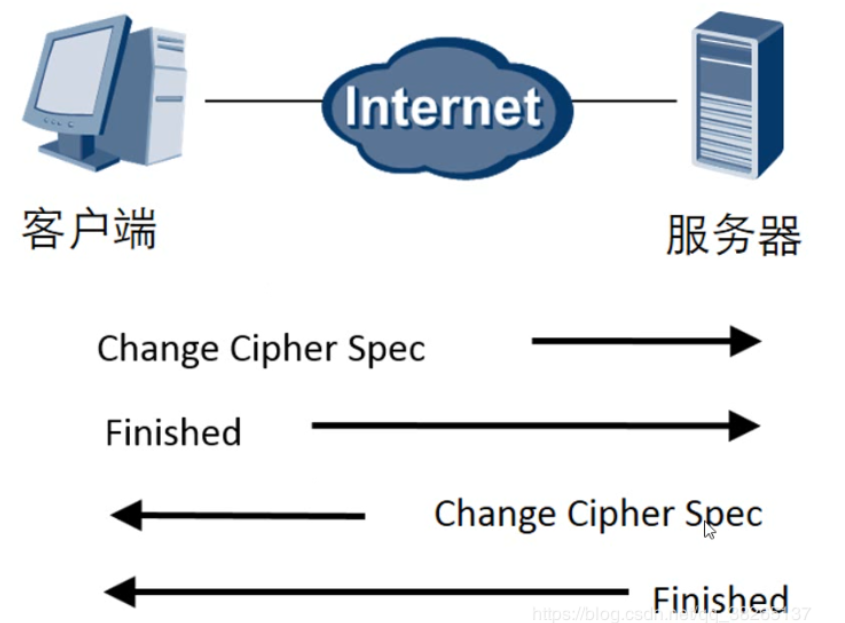 Internet
客户端
服务器
Change Cipher Spec
Finished
Change Cipher Spec
Finished